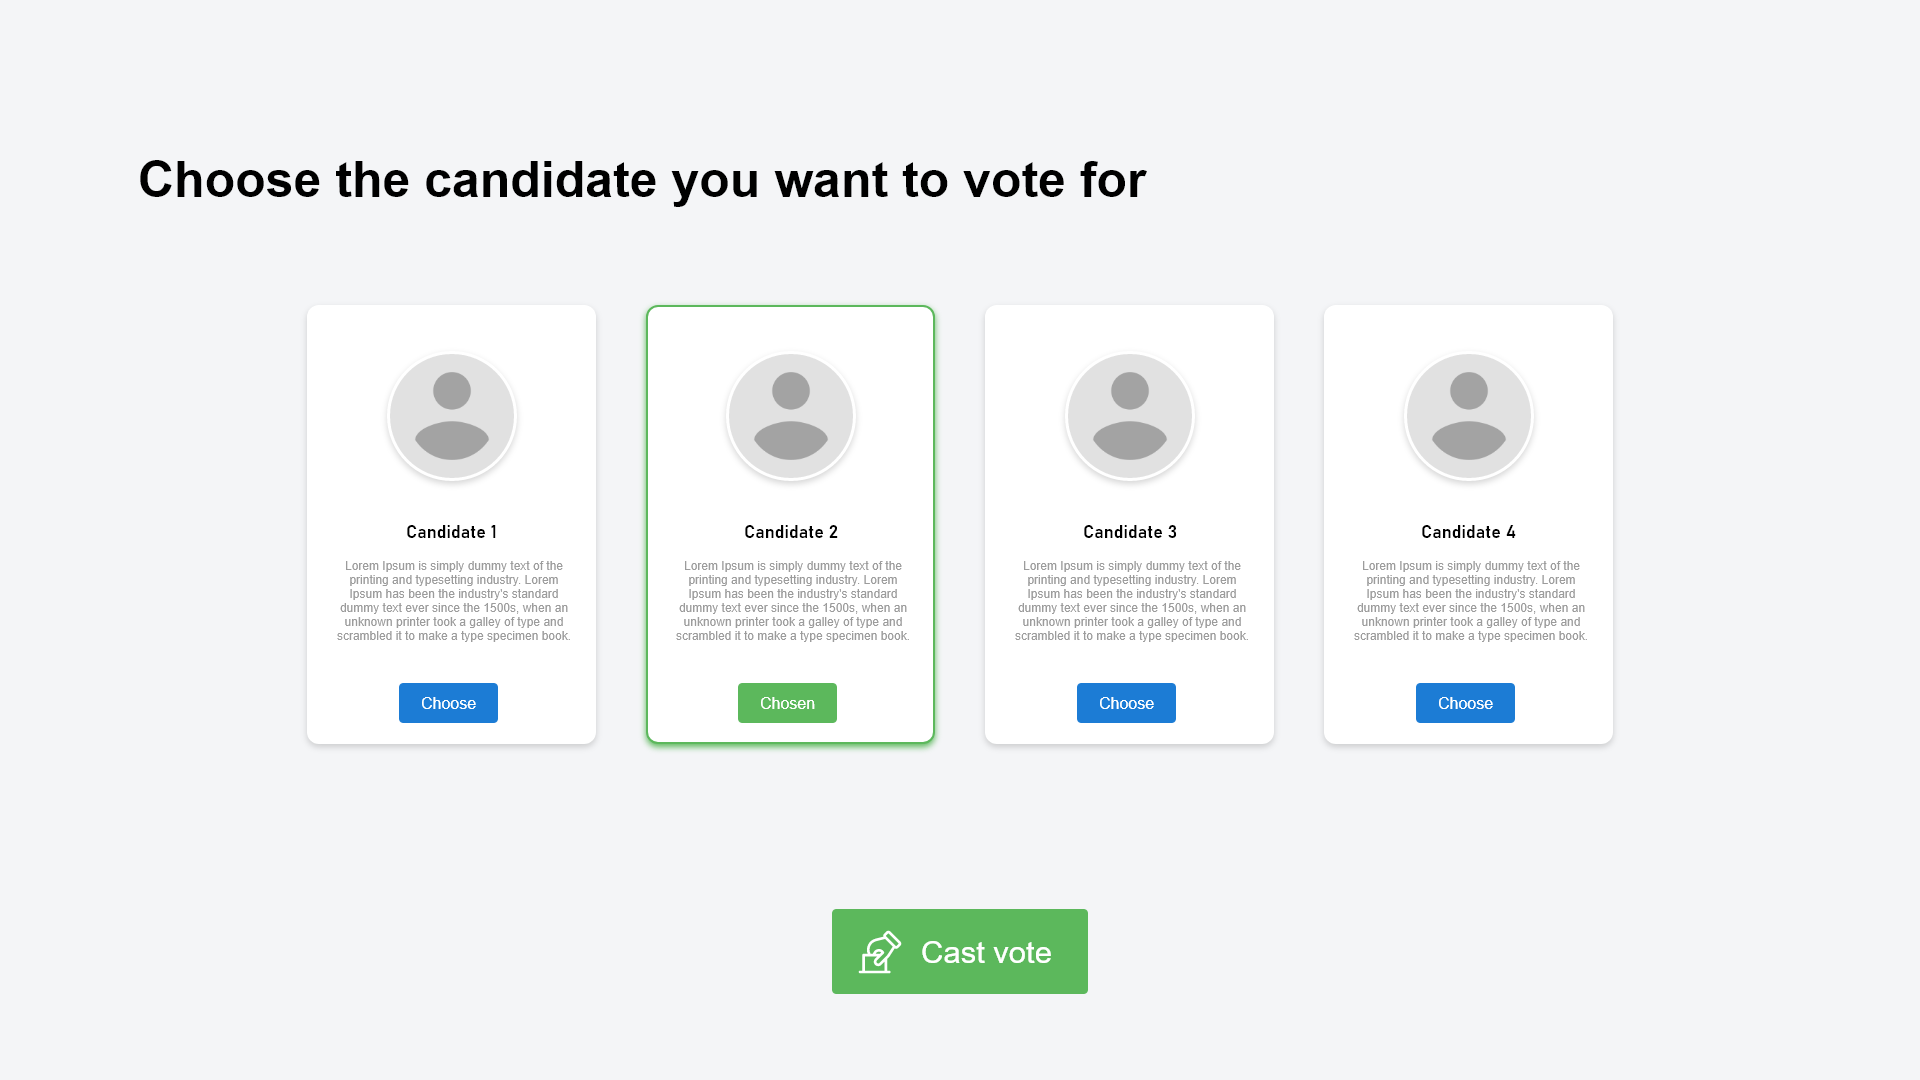 Choose the candidate you want to vote for
Candidate 1
Lorem Ipsum is simply dummy text of the
printing and typesetting industry. Lorem
Ipsum has been the industry's standard
dummy text ever since the 1500s, when an
unknown printer took a galley of type and
scrambled it to make a type specimen book.
Choose
Candidate 2
Lorem Ipsum is simply dummy text of the
printing and typesetting industry. Lorem
Ipsum has been the industry's standard
dummy text ever since the 1500s, when an
unknown printer took a galley of type and
scrambled it to make a type specimen book.
Chosen
Candidate 3
Lorem Ipsum is simply dummy text of the
printing and typesetting industry. Lorem
Ipsum has been the industry's standard
dummy text ever since the 1500s, when an
unknown printer took a galley of type and
scrambled it to make a type specimen book.
Choose
Candidate 4
Lorem Ipsum is simply dummy text of the
printing and typesetting industry. Lorem
Ipsum has been the industry's standard
dummy text ever since the 1500s, when an
unknown printer took a galley of type and
scrambled it to make a type specimen book.
Choose
Cast vote